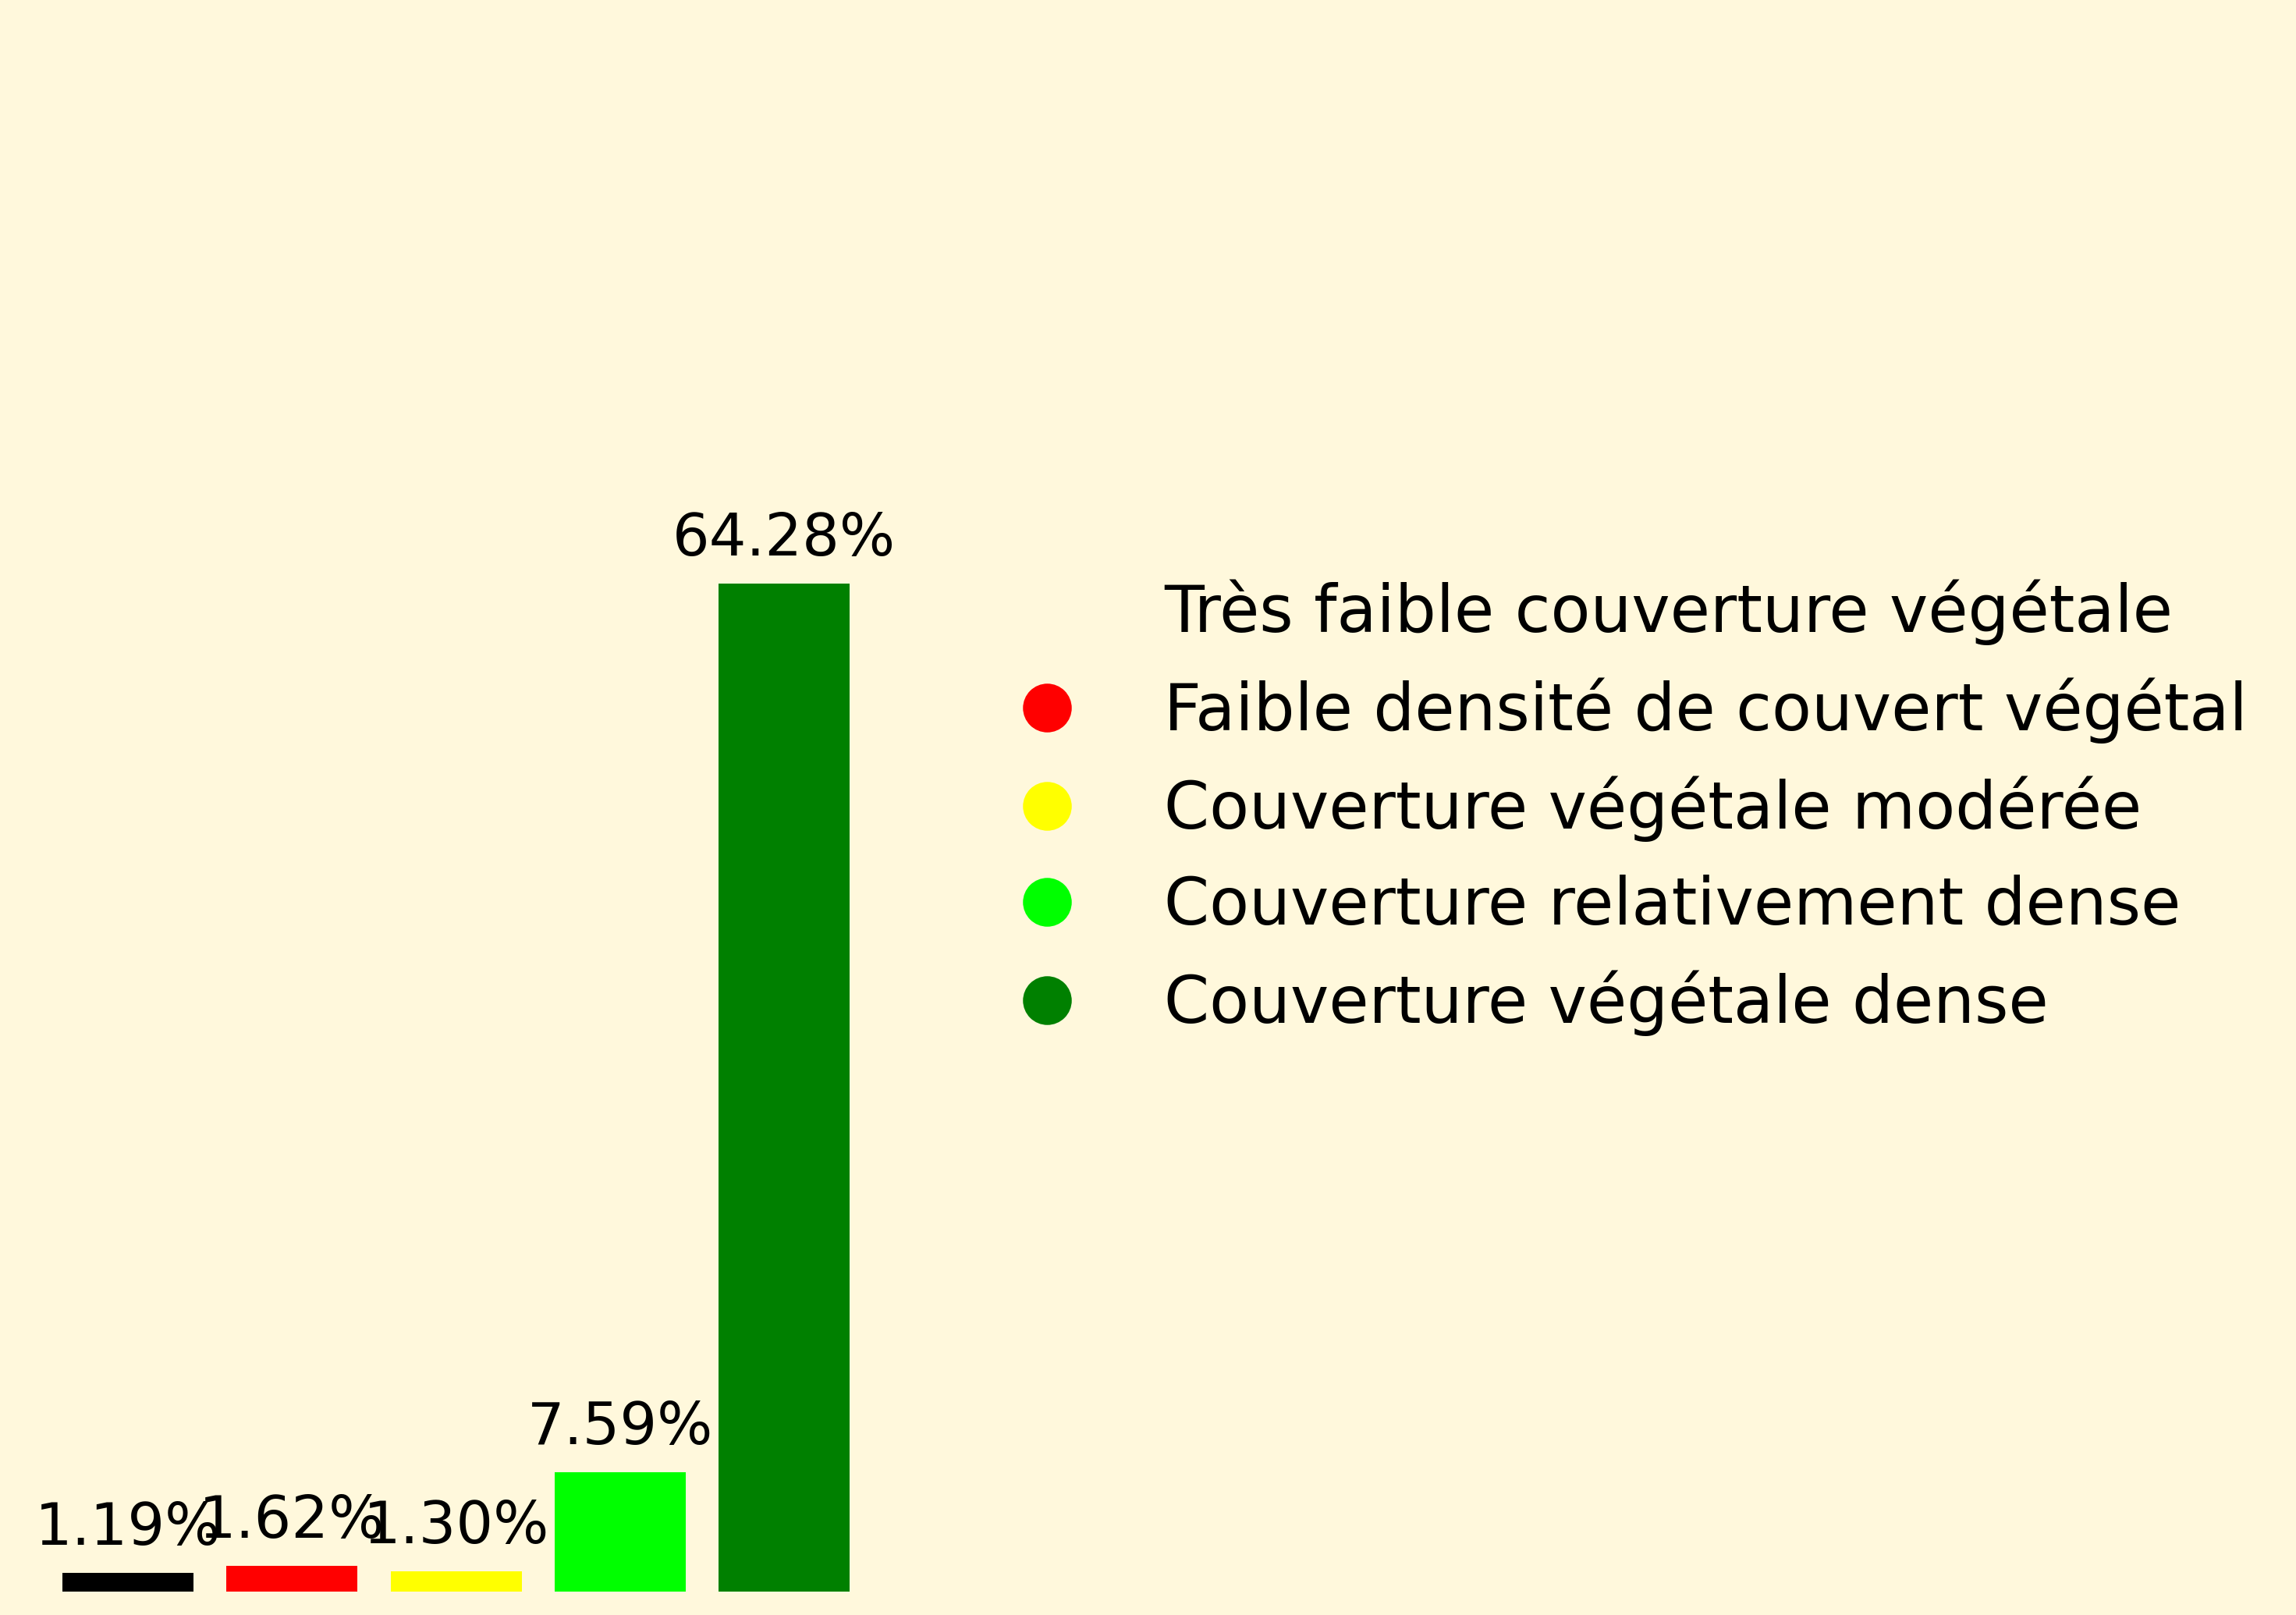 64.28%
Très faible couverture végétale
Faible densité de couvert végétal
Couverture végétale modérée
Couverture relativement dense
Couverture végétale dense
7.59%
1.19% 1.62% 1.30%